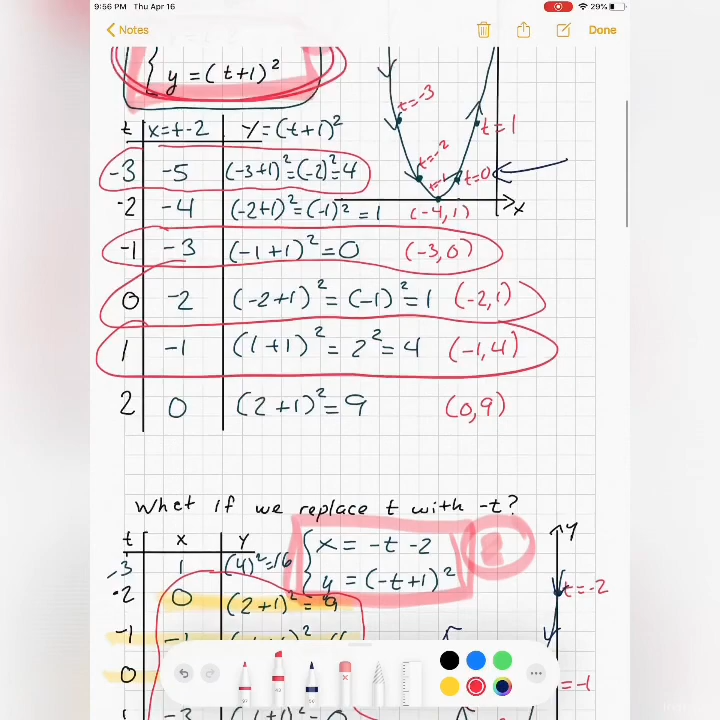 9:56 PM Thu Apr 16
29%
Notes
Done
y = (t+1)²
t x=t-2 y=(t+1)²
-3 -5 (-3+1)²=(-2)²=4
-2 -4 (-2+1)²=(-1)²=1
-1 -3 (-1+1)²=0 (-3,0)
0 -2 (-2+1)²=(-1)²=1 (-2,1)
1 -1 (1+1)²=2²=4 (-1,4)
2 0 (2+1)²=9 (0,9)
t=-3
t=-2
t=1
t=0
(-4,1)
x
What if we replace t with -t?
t x y
-3 1 (4)²=16
-2 0 (2+1)²=9
-1
0
x = -t -2
y = (-t+1)²
y
t=-2
=-1